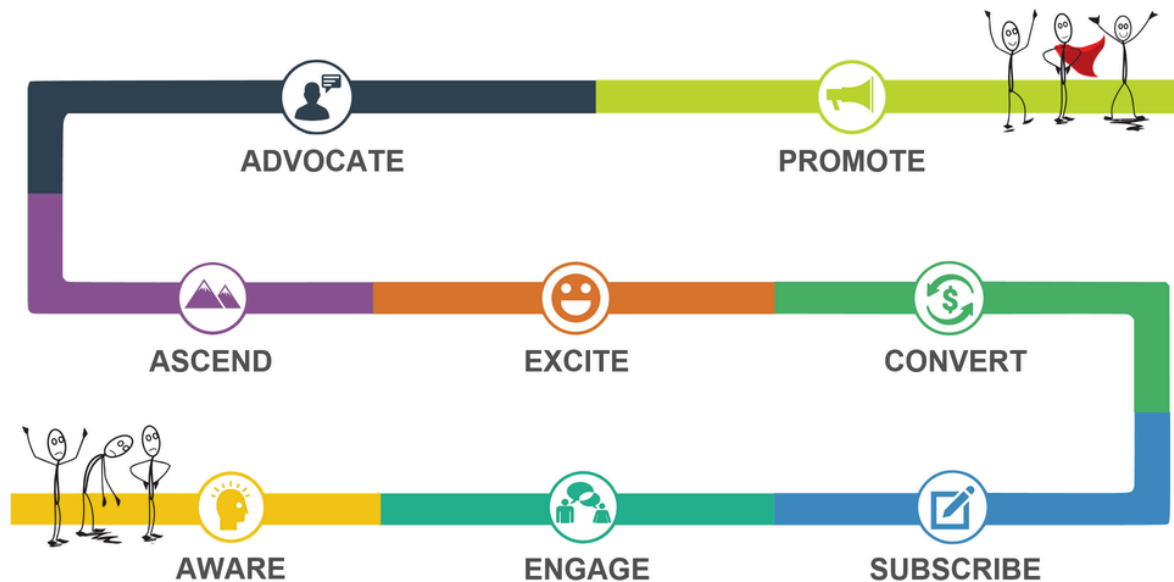 ADVOCATE
PROMOTE
ASCEND
EXCITE
CONVERT
AWARE
ENGAGE
SUBSCRIBE